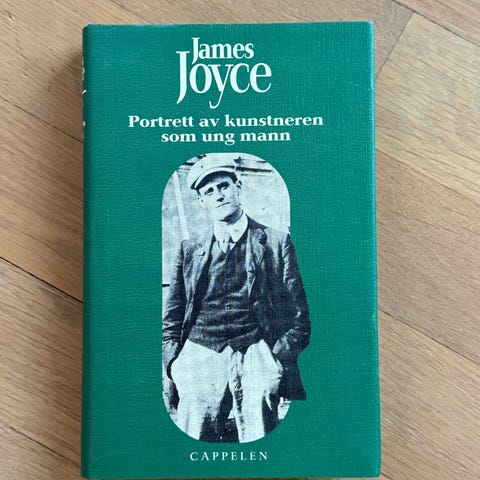 James
Joyce
Portrett av kunstneren
som ung mann
CAPPELEN